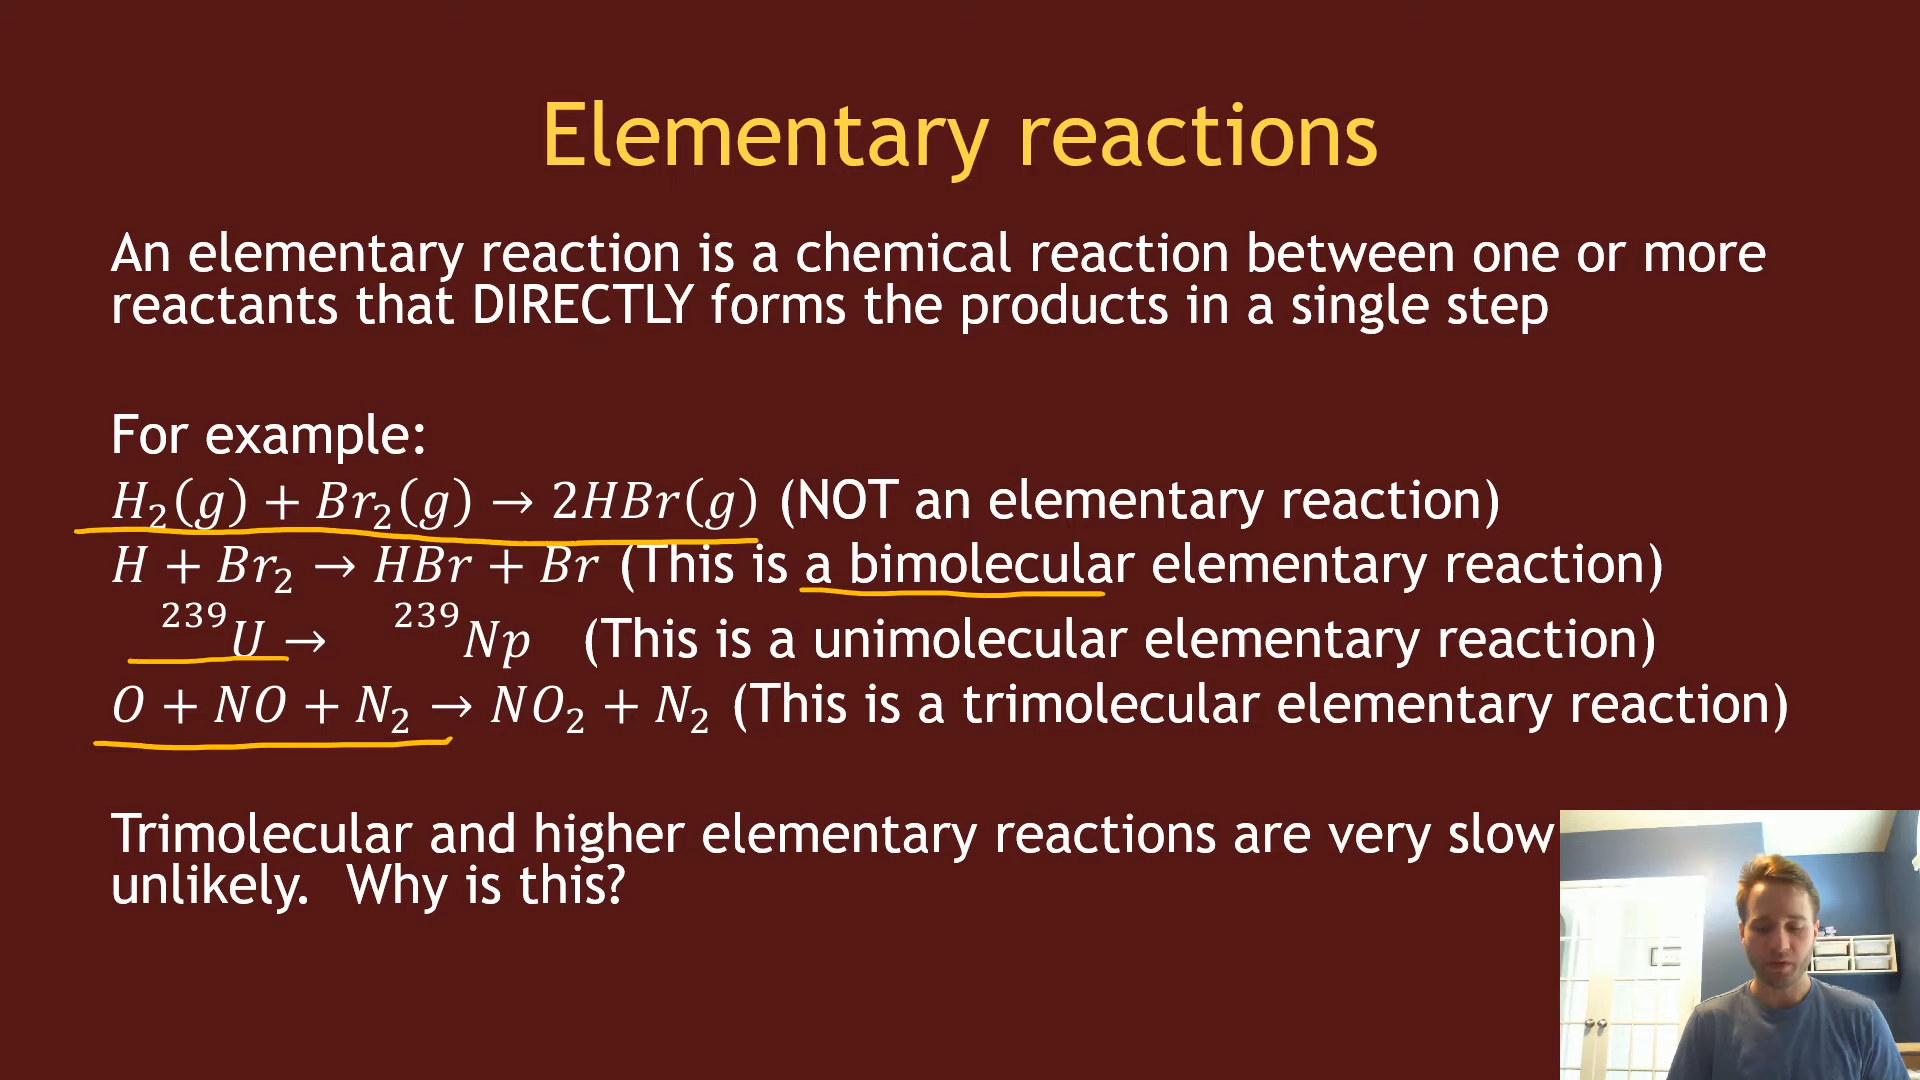 Elementary reactions
An elementary reaction is a chemical reaction between one or more
reactants that DIRECTLY forms the products in a single step
For example:
H₂(g) + Br₂(g) → 2HBr(g) (NOT an elementary reaction)
H + Br₂ → HBr + Br (This is a bimolecular elementary reaction)
²³⁹U → ²³⁹Np (This is a unimolecular elementary reaction)
O + NO + N₂ → NO₂ + N₂ (This is a trimolecular elementary reaction)
Trimolecular and higher elementary reactions are very slow
unlikely. Why is this?